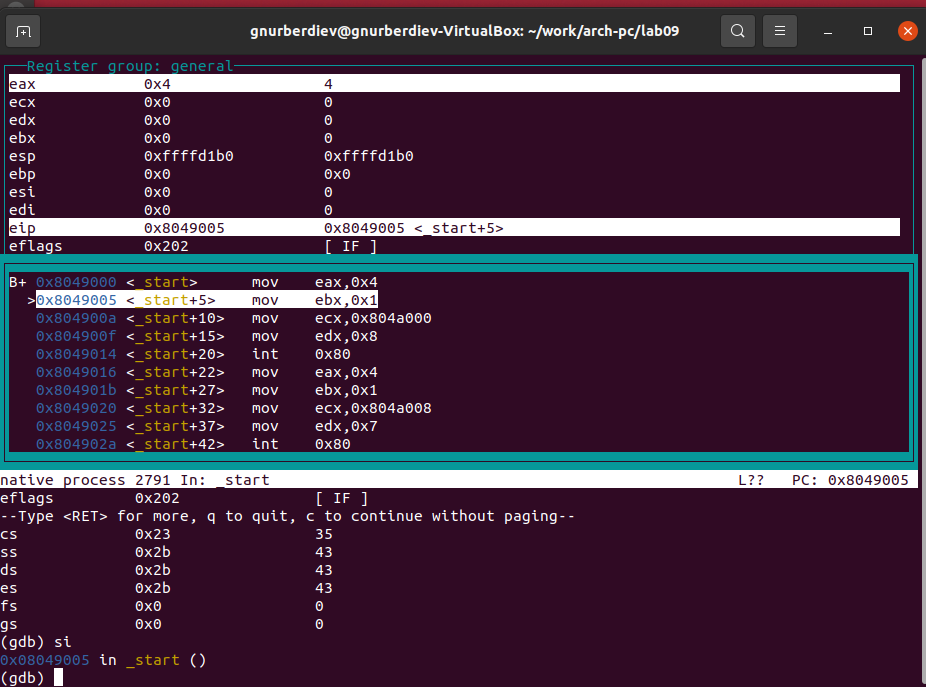 gnurberdiev@gnurberdiev-VirtualBox: ~/work/arch-pc/lab09
Register group: general
eax 0x4 4
ecx 0x0 0
edx 0x0 0
ebx 0x0 0
esp 0xffffd1b0 0xffffd1b0
ebp 0x0 0x0
esi 0x0 0
edi 0x0 0
eip 0x8049005 0x8049005 <_start+5>
eflags 0x202 [ IF ]
B+ 0x8049000 <_start> mov eax,0x4
>0x8049005 <_start+5> mov ebx,0x1
0x804900a <_start+10> mov ecx,0x804a000
0x804900f <_start+15> mov edx,0x8
0x8049014 <_start+20> int 0x80
0x8049016 <_start+22> mov eax,0x4
0x804901b <_start+27> mov ebx,0x1
0x8049020 <_start+32> mov ecx,0x804a008
0x8049025 <_start+37> mov edx,0x7
0x804902a <_start+42> int 0x80
native process 2791 In: _start L?? PC: 0x8049005
eflags 0x202 [ IF ]
--Type <RET> for more, q to quit, c to continue without paging--
cs 0x23 35
ss 0x2b 43
ds 0x2b 43
es 0x2b 43
fs 0x0 0
gs 0x0 0
(gdb) si
0x08049005 in _start ()
(gdb)